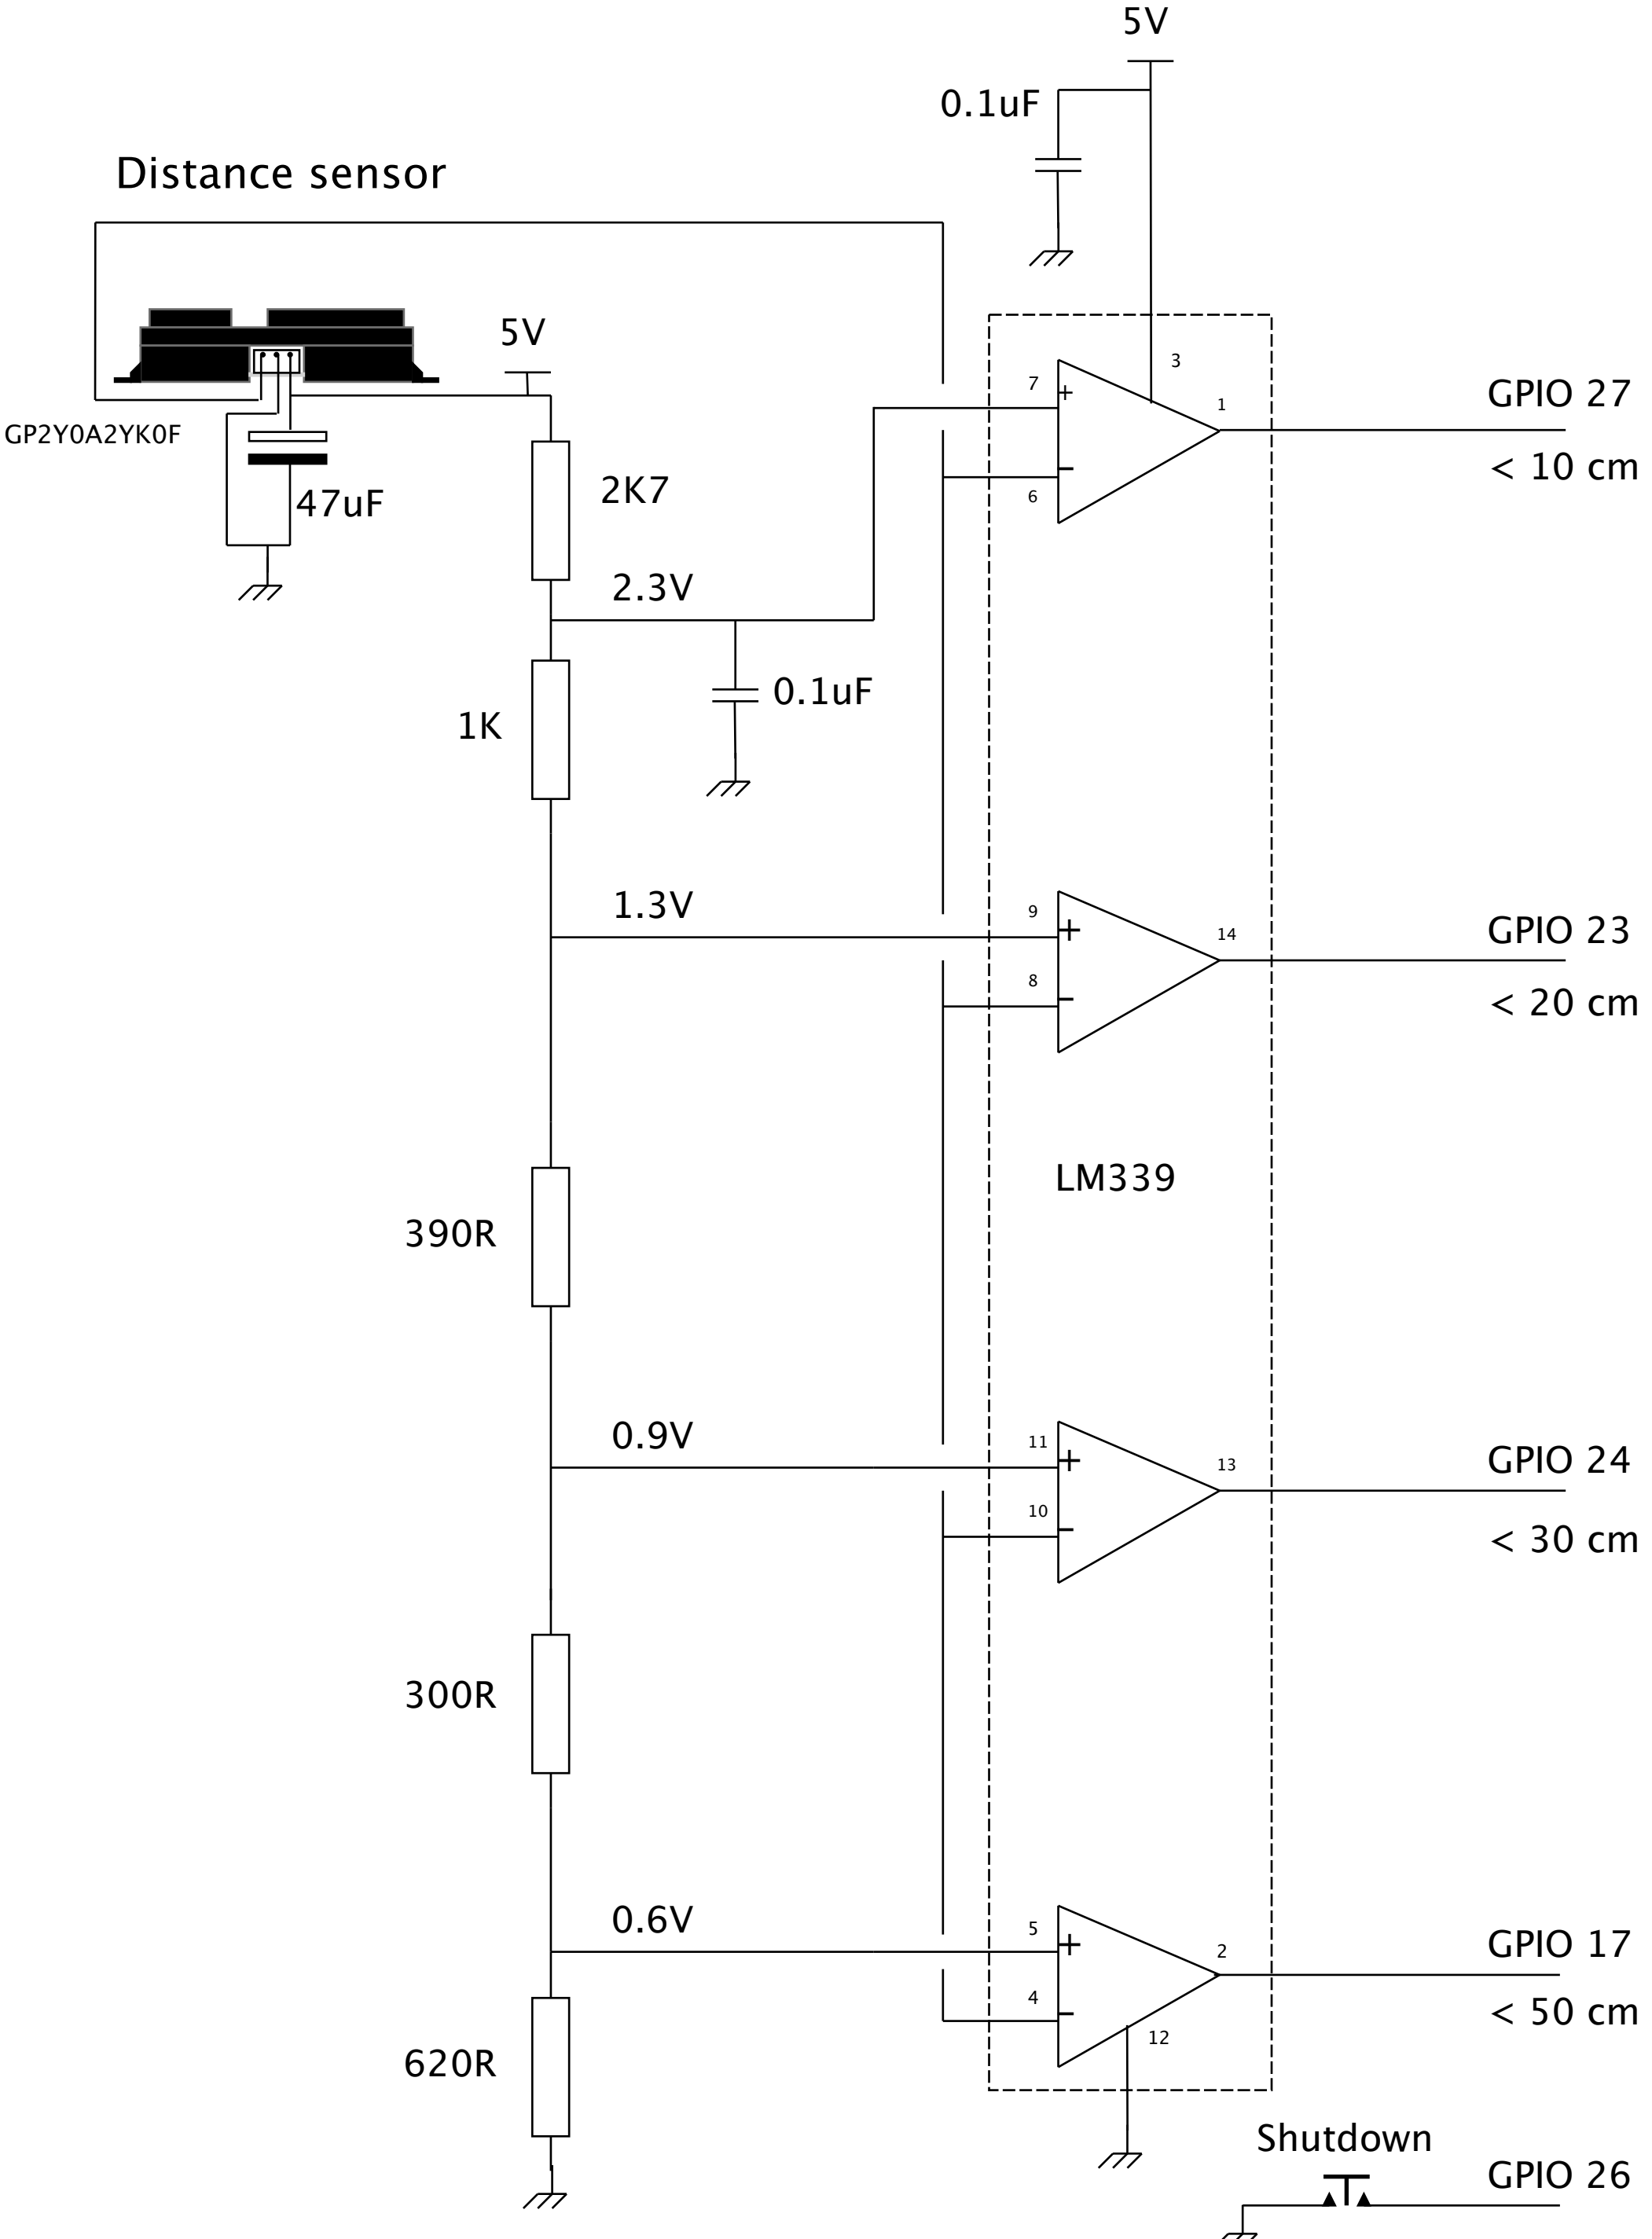 5V
0.1uF
Distance sensor
5V
GP2Y0A2YK0F
47uF
2K7
3
7
+
1
GPIO 27
−
6
< 10 cm
2.3V
0.1uF
1K
1.3V
9
+
14
GPIO 23
8
−
< 20 cm
LM339
390R
0.9V
11
+
13
GPIO 24
10
−
< 30 cm
300R
0.6V
5
+
2
GPIO 17
4
−
< 50 cm
12
620R
Shutdown
GPIO 26